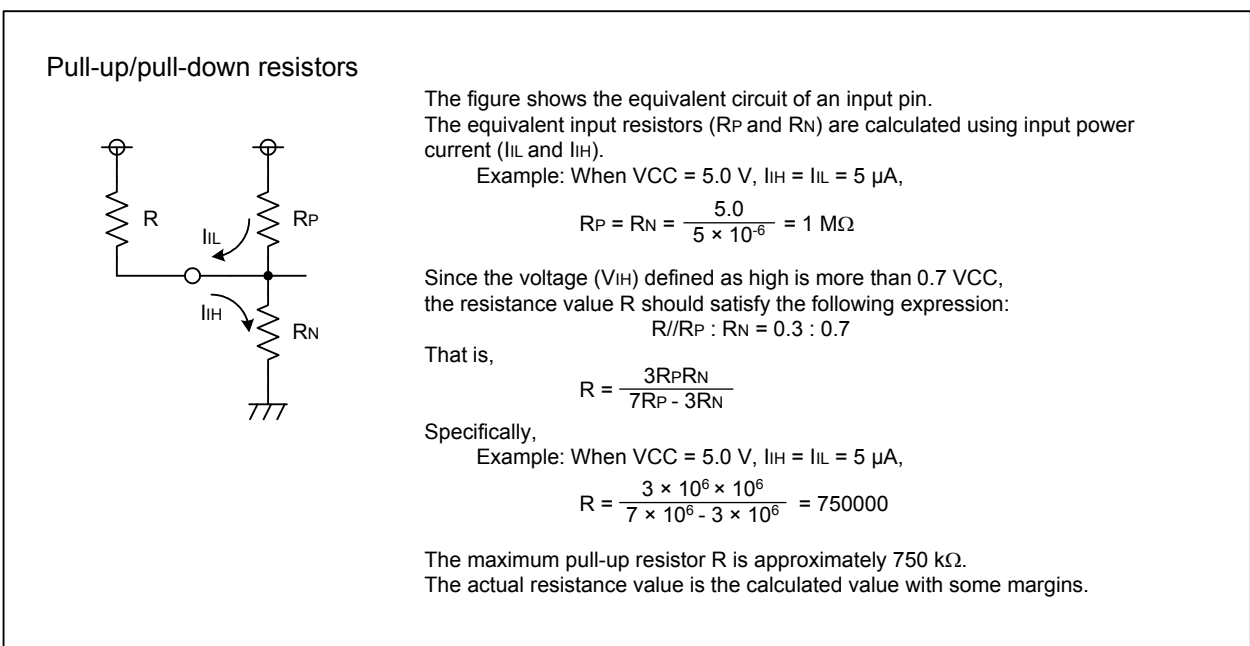 Pull-up/pull-down resistors
R
RP
IIL
IIH
RN
The figure shows the equivalent circuit of an input pin.
The equivalent input resistors (RP and RN) are calculated using input power
current (IIL and IIH).
Example: When VCC = 5.0 V, IIH = IIL = 5 µA,
RP = RN = 5.0 / 5 × 10⁻⁶ = 1 MΩ
Since the voltage (VIH) defined as high is more than 0.7 VCC,
the resistance value R should satisfy the following expression:
R//RP : RN = 0.3 : 0.7
That is,
R = 3RPRN / 7RP - 3RN
Specifically,
Example: When VCC = 5.0 V, IIH = IIL = 5 µA,
R = 3 × 10⁶ × 10⁶ / 7 × 10⁶ - 3 × 10⁶ = 750000
The maximum pull-up resistor R is approximately 750 kΩ.
The actual resistance value is the calculated value with some margins.